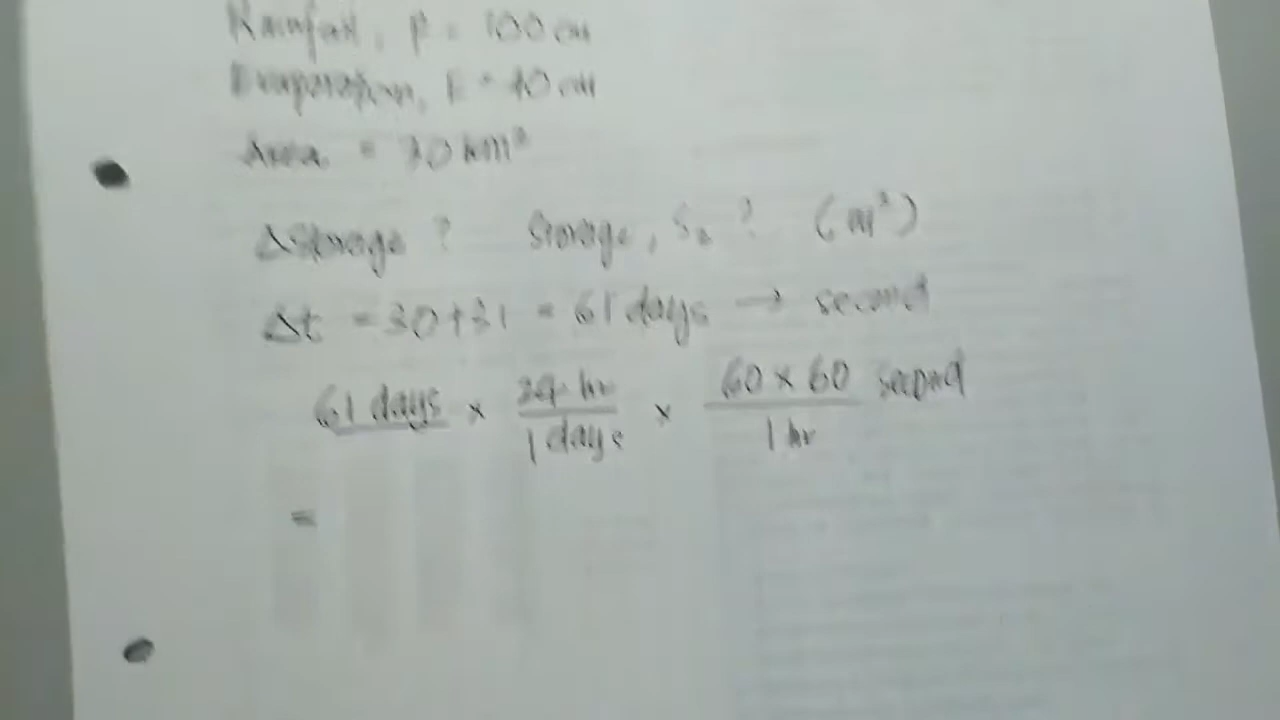 Rainfall, P = 100 cm
Evaporation, E = 40 cm
Area = 30 km²
ΔStorage ? Storage, S₂ ? (m³)
Δt = 30+31 = 61 days → second
61 days × 24 hr / 1 days × 60 × 60 second / 1 hr
=